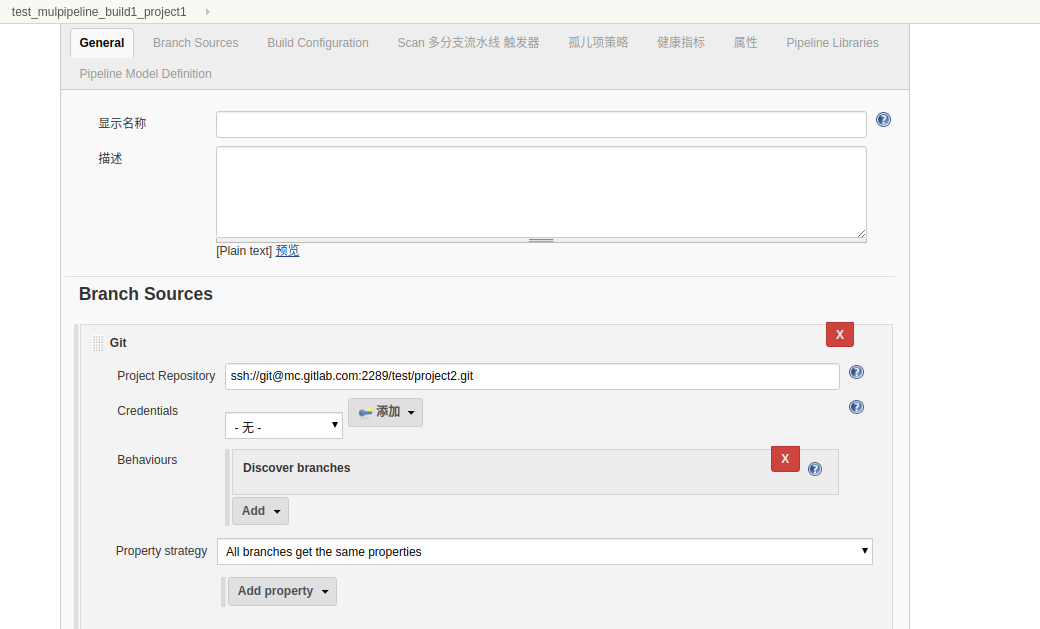 test_mulpipeline_build1_project1
General Branch Sources Build Configuration Scan 多分支流水线 触发器 孤儿项策略 健康指标 属性 Pipeline Libraries
Pipeline Model Definition
显示名称
描述
[Plain text] 预览
Branch Sources
X
Git
Project Repository ssh://git@mc.gitlab.com:2289/test/project2.git
Credentials - 无 - 添加
Behaviours
Discover branches X
Add
Property strategy All branches get the same properties
Add property